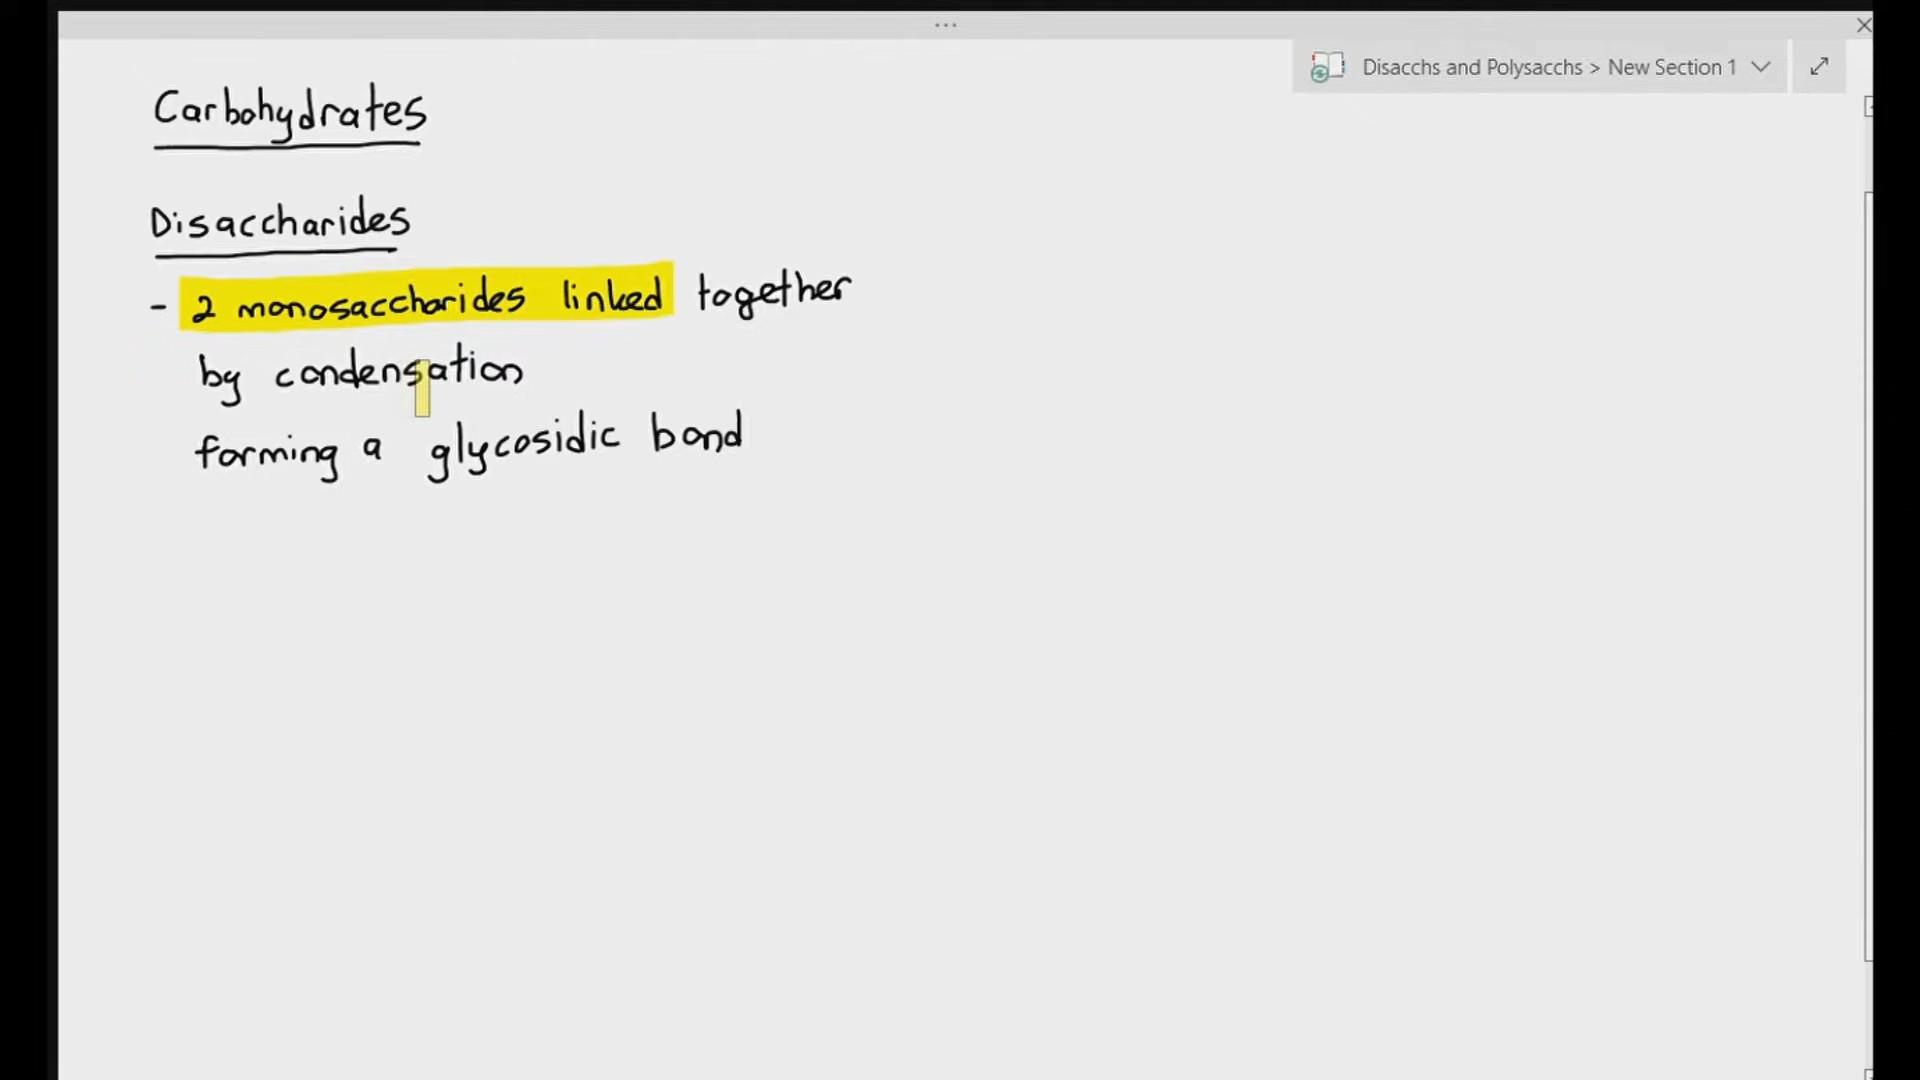 Disacchs and Polysacchs > New Section 1
Carbohydrates
Disaccharides
- 2 monosaccharides linked together
by condensation
forming a glycosidic bond